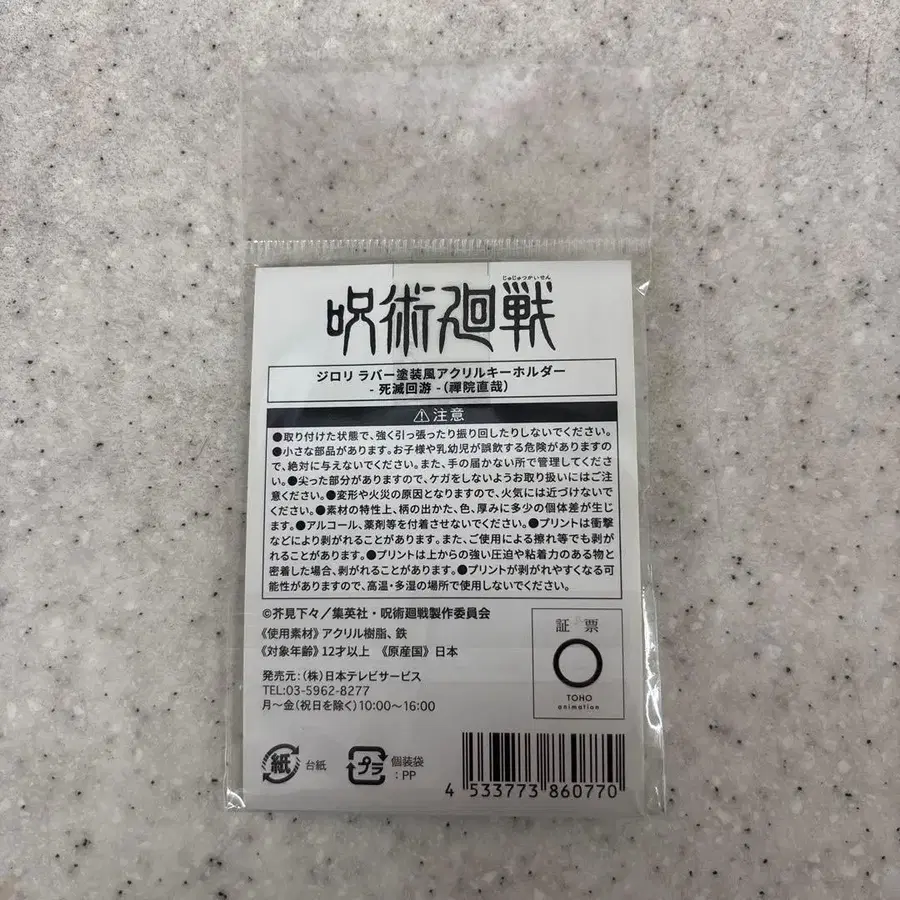 じゅじゅつかいせん
呪術廻戦
ジロリ ラバー塗装風アクリルキーホルダー
- 死滅回游 -（禪院直哉）
⚠注意
●取り付けた状態で、強く引っ張ったり振り回したりしないでください。
●小さな部品があります。お子様や乳幼児が誤飲する危険がありますの
で、絶対に与えないでください。また、手の届かない所で管理してくださ
い。●尖った部分がありますので、ケガをしないようお取り扱いにはご注
意ください。●変形や火災の原因となりますので、火気には近づけないで
ください。●素材の特性上、柄の出かた、色、厚みに多少の個体差が生じ
ます。●アルコール、薬剤等を付着させないでください。●プリントは衝撃
などにより剥がれることがあります。また、ご使用による擦れ等でも剥が
れることがあります。●プリントは上からの強い圧迫や粘着力のある物と
密着した場合、剥がれることがあります。●プリントが剥がれやすくなる可
能性がありますので、高温・多湿の場所で使用しないでください。
©芥見下々／集英社・呪術廻戦製作委員会
《使用素材》アクリル樹脂、鉄
《対象年齢》12才以上 《原産国》日本
発売元：（株）日本テレビサービス
TEL:03-5962-8277
月～金（祝日を除く）10:00～16:00
証票
TOHO
animation
紙 台紙
プラ 個装袋
：PP
4 533773 860770